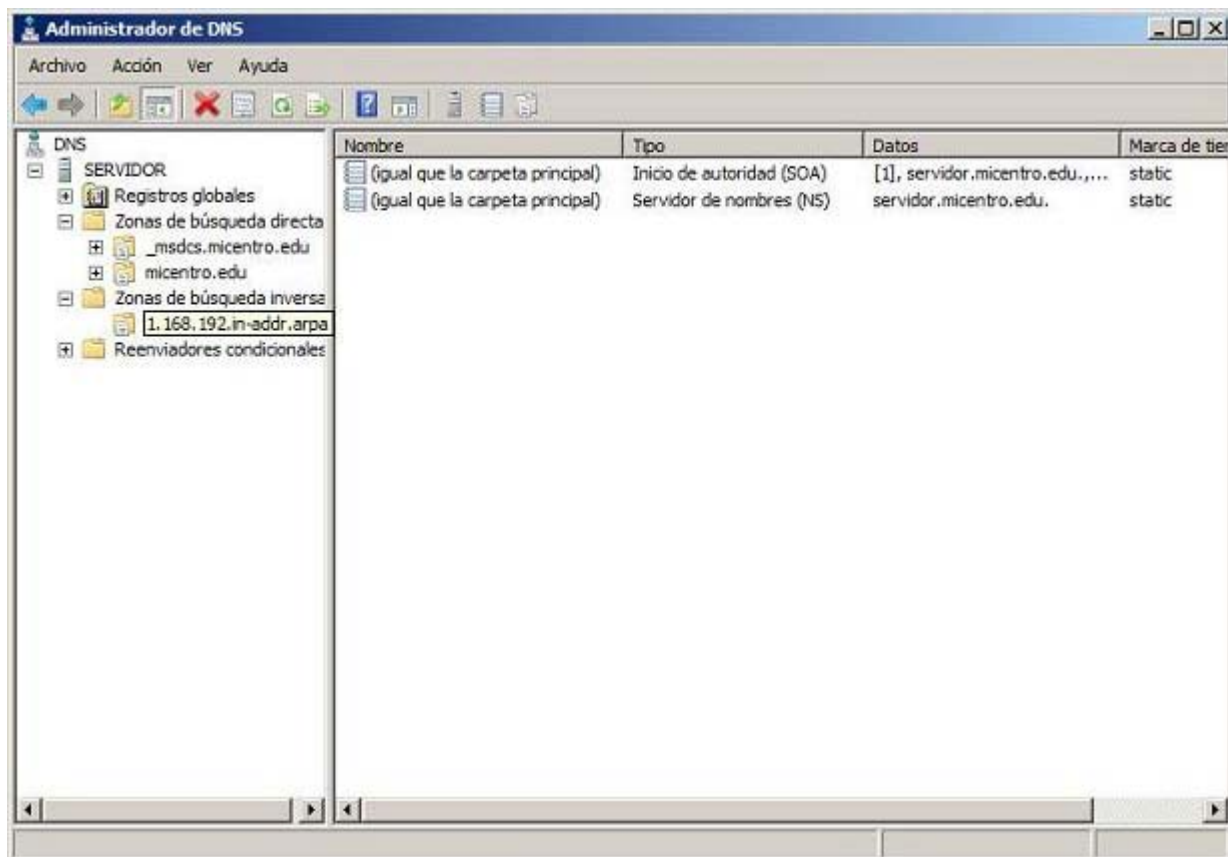 Administrador de DNS
Archivo Acción Ver Ayuda
DNS
SERVIDOR
Registros globales
Zonas de búsqueda directa
_msdcs.micentro.edu
micentro.edu
Zonas de búsqueda inversa
1.168.192.in-addr.arpa
Reenviadores condicionales
Nombre Tipo Datos Marca de tier
(igual que la carpeta principal) Inicio de autoridad (SOA) [1], servidor.micentro.edu.,... static
(igual que la carpeta principal) Servidor de nombres (NS) servidor.micentro.edu. static